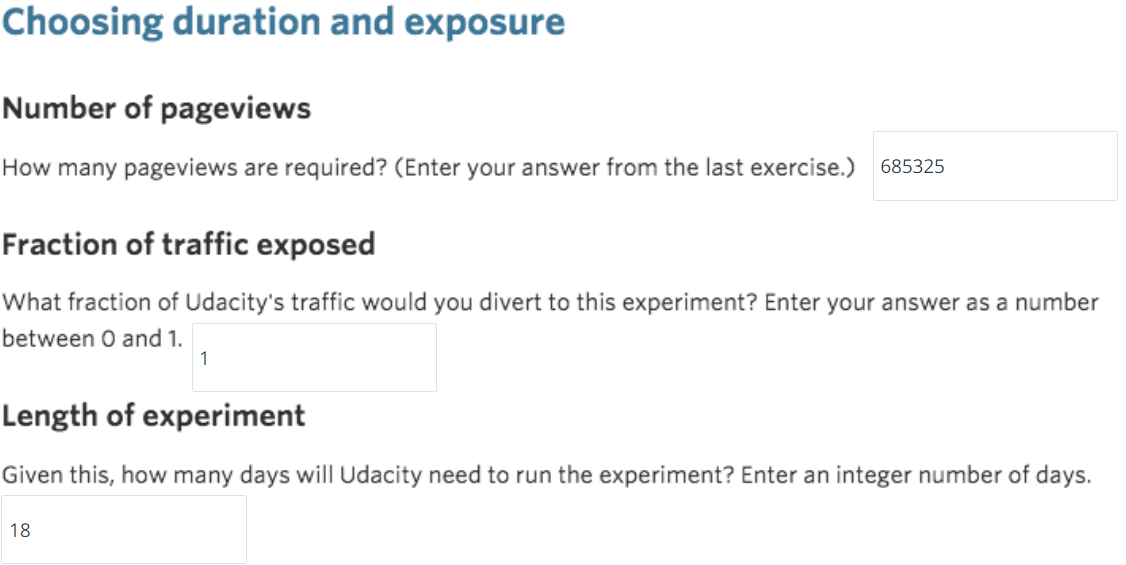 Choosing duration and exposure
Number of pageviews
How many pageviews are required? (Enter your answer from the last exercise.) 685325
Fraction of traffic exposed
What fraction of Udacity's traffic would you divert to this experiment? Enter your answer as a number
between 0 and 1. 1
Length of experiment
Given this, how many days will Udacity need to run the experiment? Enter an integer number of days.
18